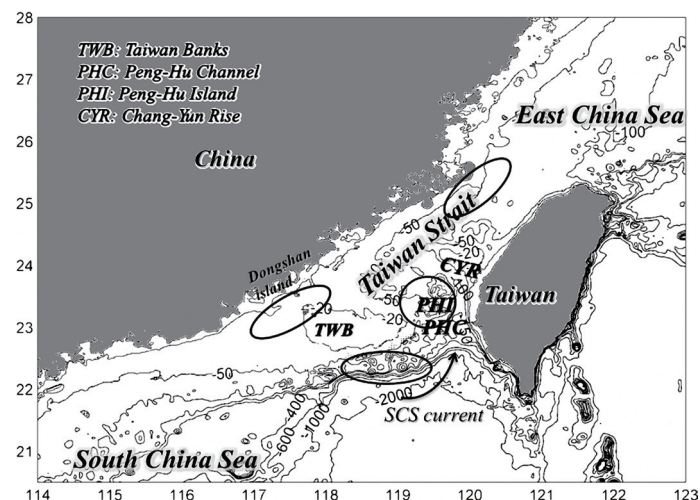 28
27
26
25
24
23
22
21
TWB: Taiwan Banks
PHC: Peng-Hu Channel
PHI: Peng-Hu Island
CYR: Chang-Yun Rise
East China Sea
-100
China
-50
Taiwan Strait
-50
-20
CYR
-100
Dongshan
island
-20
TWB
-50
PHI
-20
PHC
Taiwan
-50
-400
-600
-1000
-2000
SCS current
South China Sea
114
115
116
117
118
119
120
121
122
123